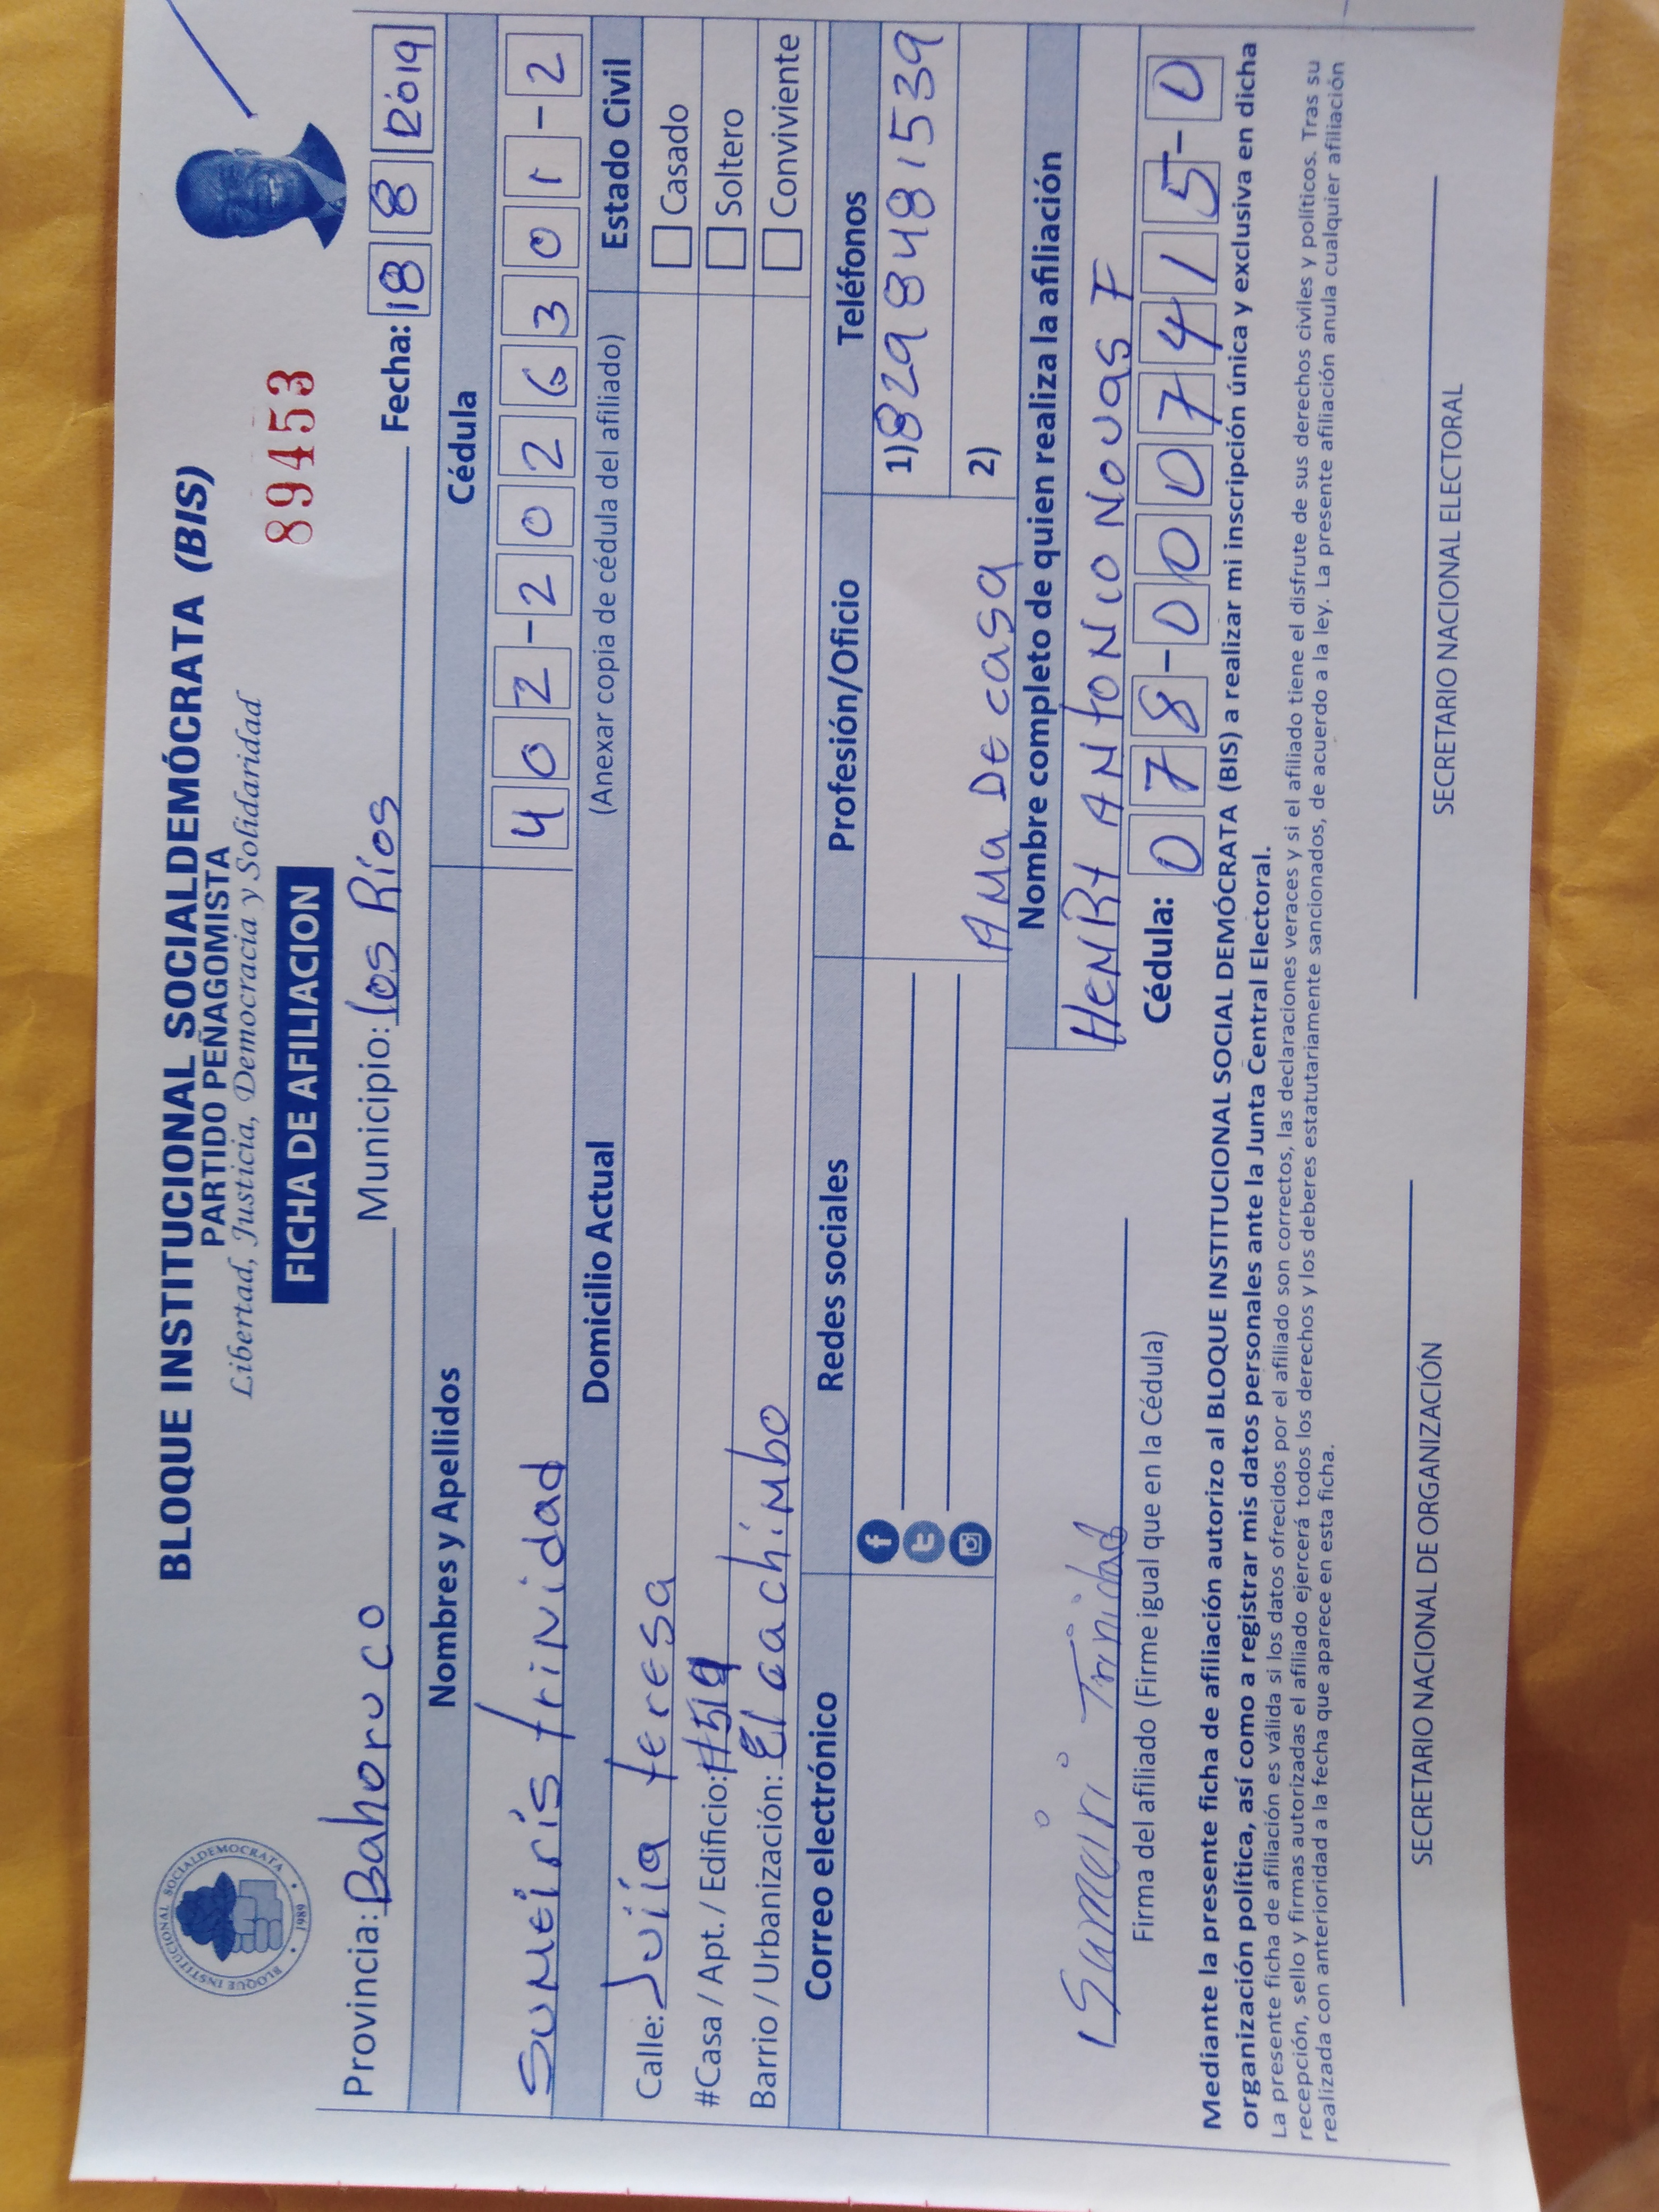 BLOQUE INSTITUCIONAL SOCIALDEMOCRATA • 1989 •
BLOQUE INSTITUCIONAL SOCIALDEMÓCRATA (BIS)
PARTIDO PEÑAGOMISTA
Libertad, Justicia, Democracia y Solidaridad
89453
FICHA DE AFILIACION
Provincia: Bahoruco Municipio: los Ríos Fecha: 18 8 2019
Nombres y Apellidos Cédula
Sumeirís trinidad 402-2026301-2
Domicilio Actual (Anexar copia de cédula del afiliado) Estado Civil
Calle: teresa Casado
#Casa / Apt. / Edificio: Soltero
Barrio / Urbanización: El cachimbo Conviviente
Correo electrónico Redes sociales Profesión/Oficio Teléfonos
f 1) 8298481539
t
AMa De casa 2)
Nombre completo de quien realiza la afiliación
HeNRY ANtONio Novas F
Sumeiri Trinidad
Firma del afiliado (Firme igual que en la Cédula) Cédula: 078-0007415-0
Mediante la presente ficha de afiliación autorizo al BLOQUE INSTITUCIONAL SOCIAL DEMÓCRATA (BIS) a realizar mi inscripción única y exclusiva en dicha
organización política, así como a registrar mis datos personales ante la Junta Central Electoral.
La presente ficha de afiliación es válida si los datos ofrecidos por el afiliado son correctos, las declaraciones veraces y si el afiliado tiene el disfrute de sus derechos civiles y políticos. Tras su
recepción, sello y firmas autorizadas el afiliado ejercerá todos los derechos y los deberes estatutariamente sancionados, de acuerdo a la ley. La presente afiliación anula cualquier afiliación
realizada con anterioridad a la fecha que aparece en esta ficha.
SECRETARIO NACIONAL DE ORGANIZACIÓN SECRETARIO NACIONAL ELECTORAL